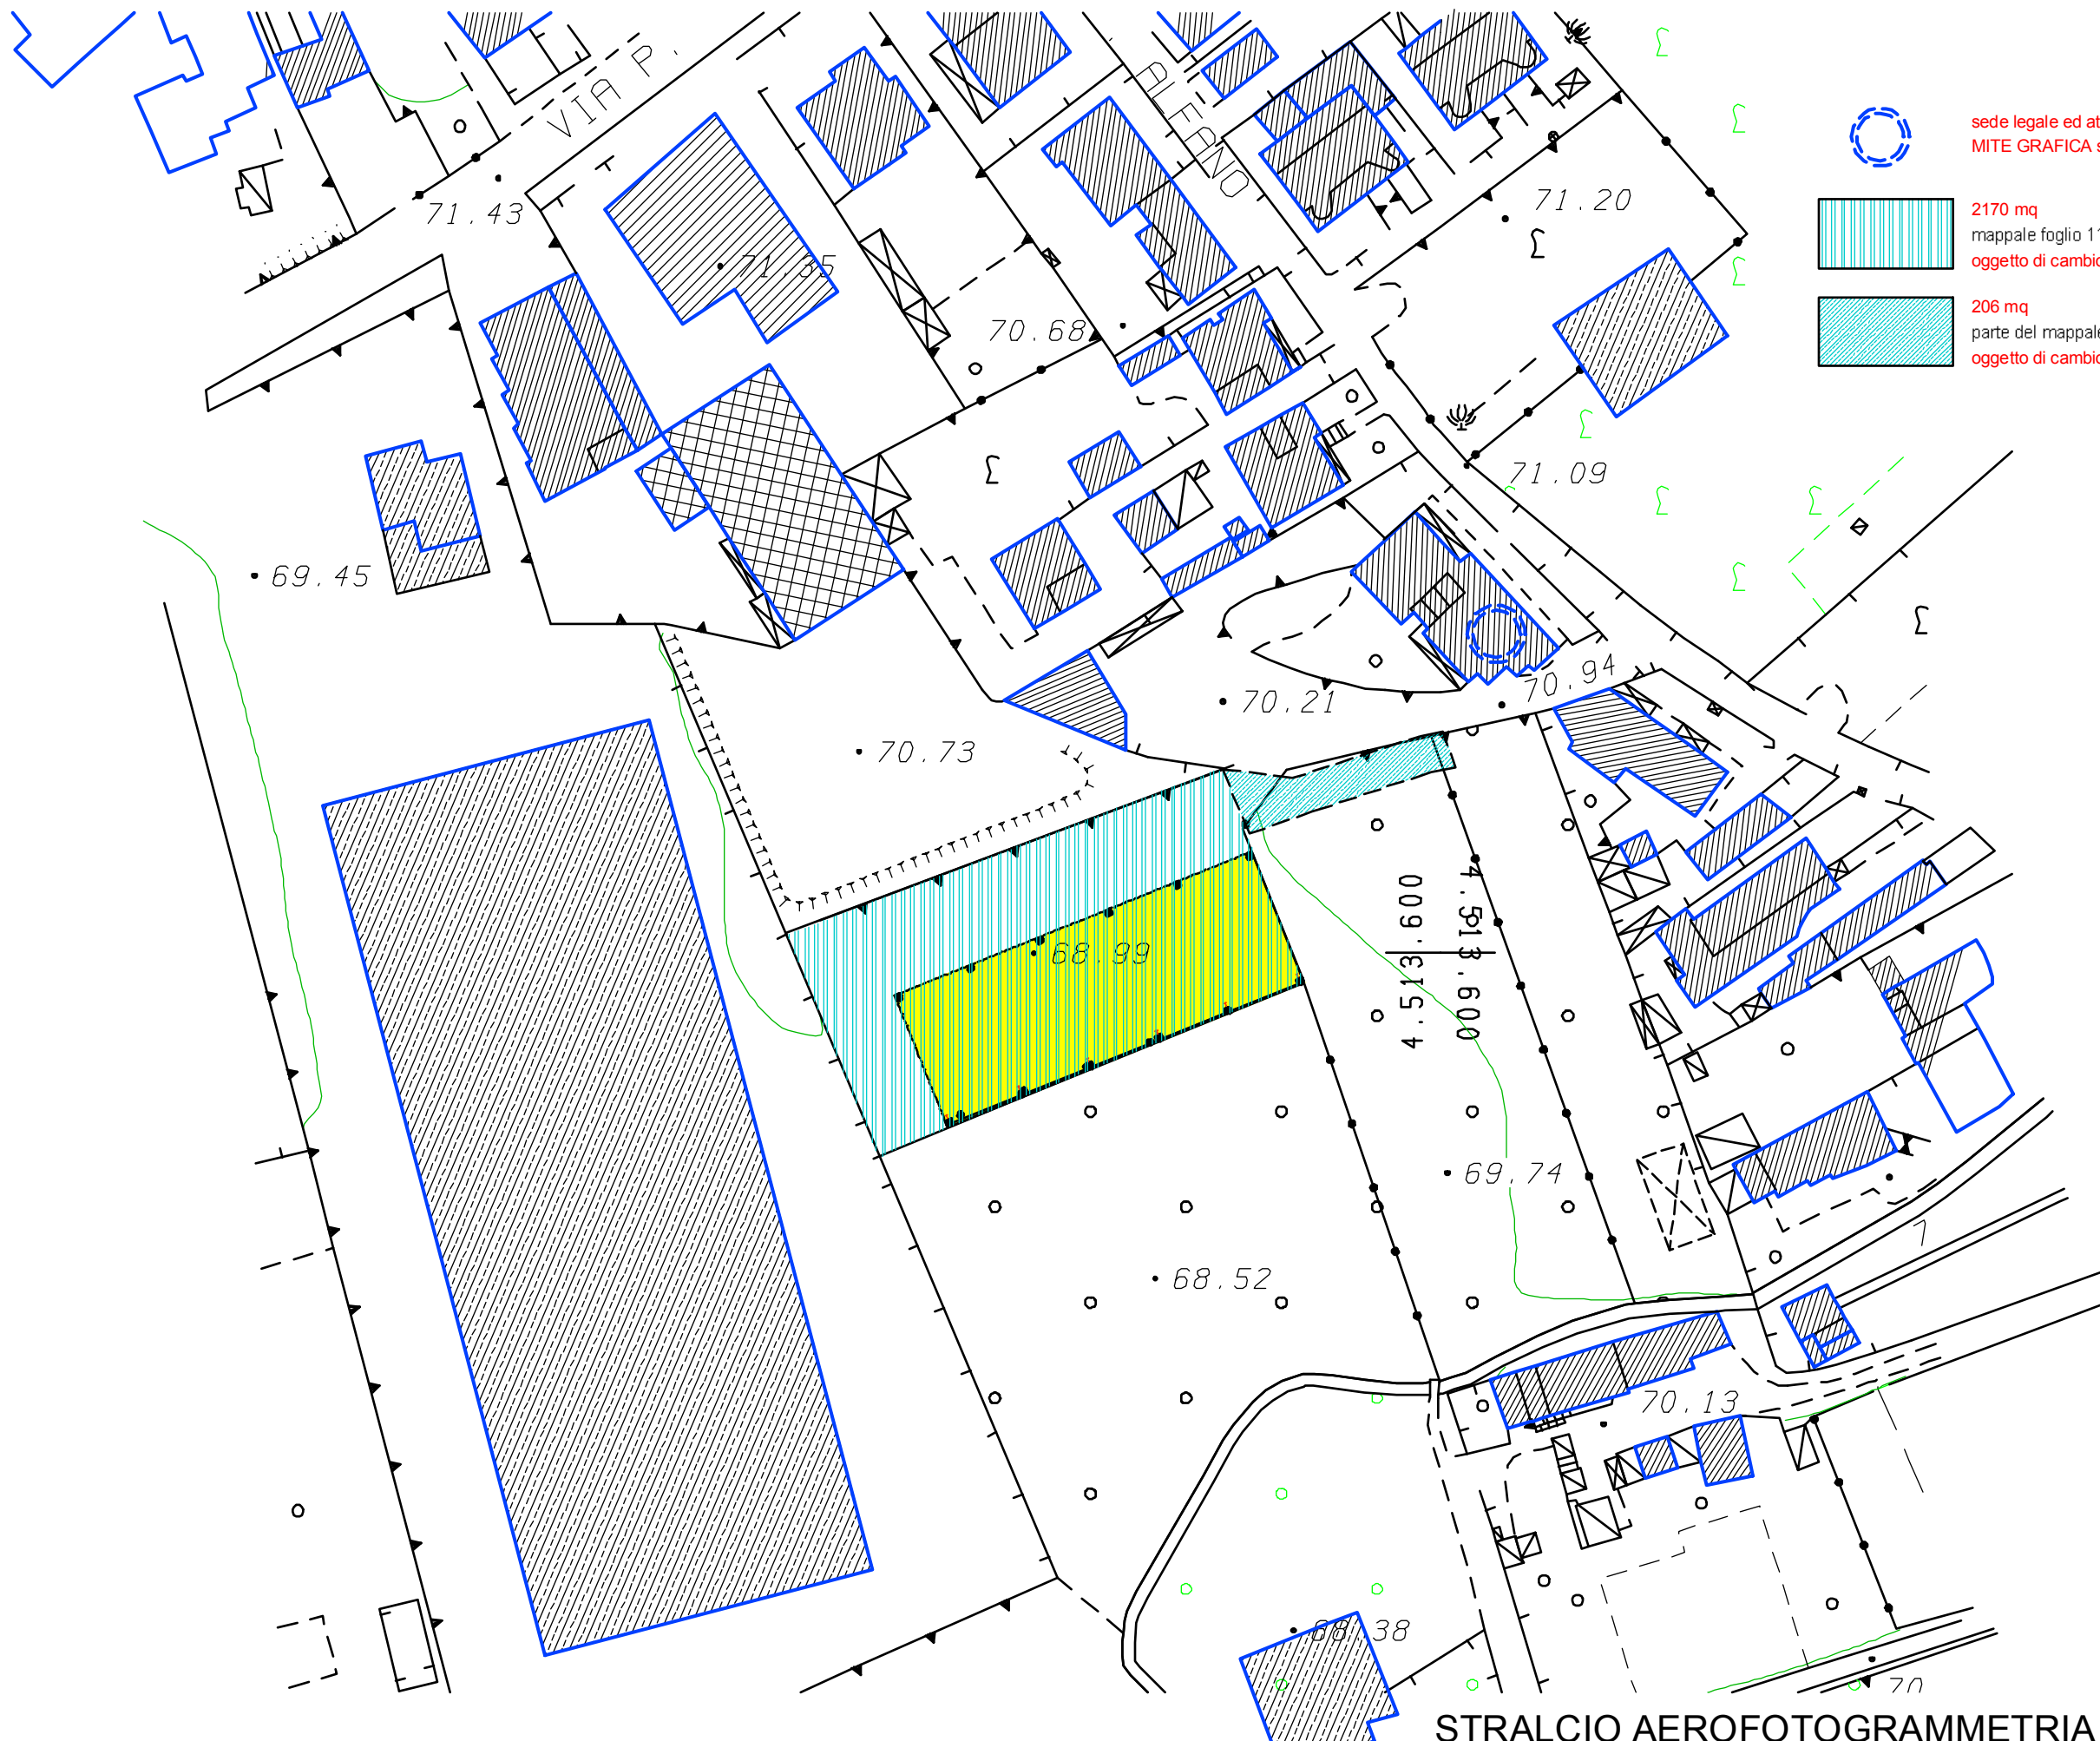 VIA P.
ALFANO
sede legale ed at
MITE GRAFICA s
71.43
71.20
2170 mq
mappale foglio 11
oggetto di cambio
71.35
70.68
206 mq
parte del mappale
oggetto di cambio
71.09
69.45
70.94
70.21
70.73
4.513.600
4.513.600
68.99
69.74
68.52
70.13
68.38
70
STRALCIO AEROFOTOGRAMMETRIA